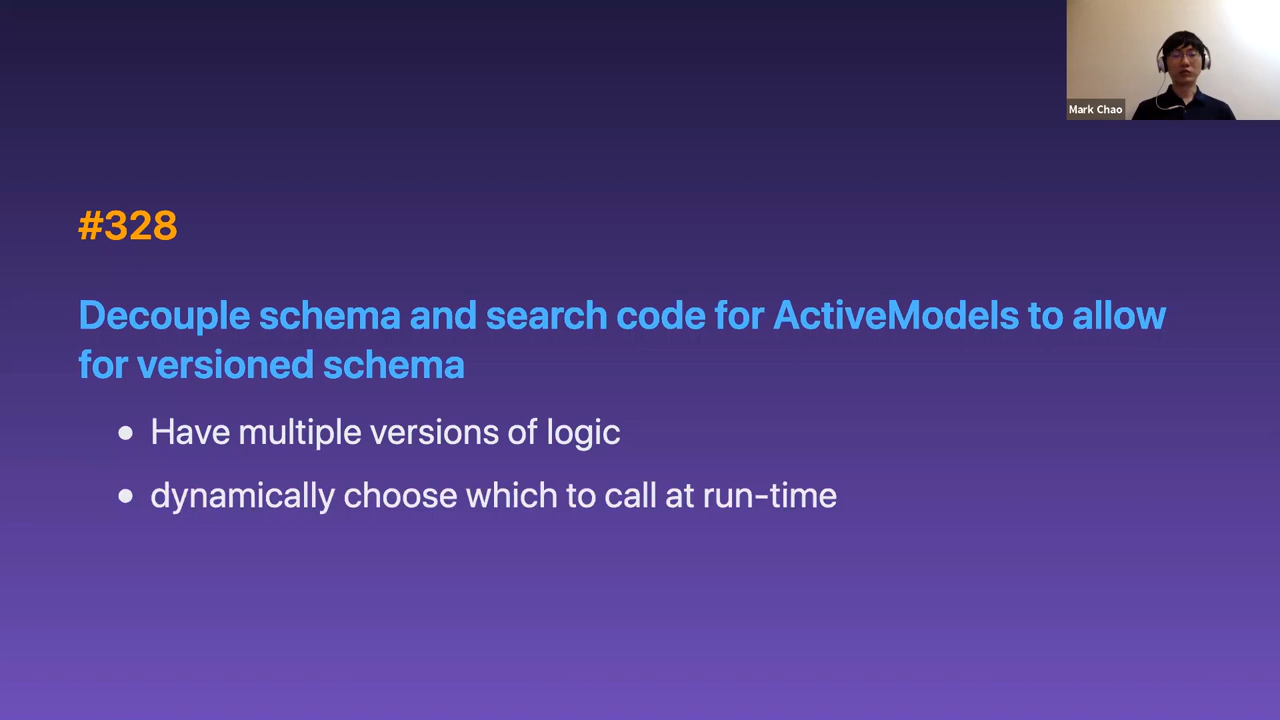 Mark Chao
#328
Decouple schema and search code for ActiveModels to allow
for versioned schema
• Have multiple versions of logic
• dynamically choose which to call at run-time